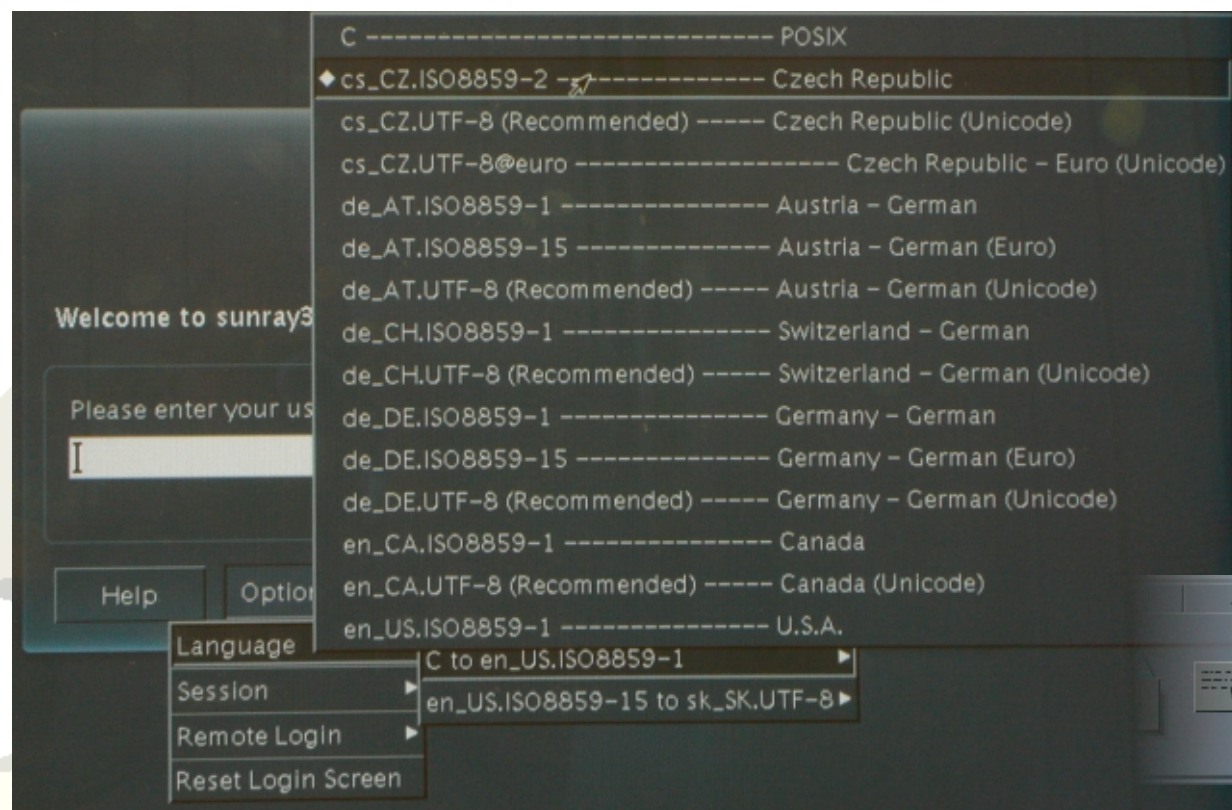 C ----------------------------- POSIX
cs_CZ.ISO8859-2 --------------- Czech Republic
cs_CZ.UTF-8 (Recommended) ----- Czech Republic (Unicode)
cs_CZ.UTF-8@euro ------------------- Czech Republic - Euro (Unicode)
de_AT.ISO8859-1 --------------- Austria - German
de_AT.ISO8859-15 -------------- Austria - German (Euro)
de_AT.UTF-8 (Recommended) ----- Austria - German (Unicode)
de_CH.ISO8859-1 --------------- Switzerland - German
de_CH.UTF-8 (Recommended) ----- Switzerland - German (Unicode)
de_DE.ISO8859-1 --------------- Germany - German
de_DE.ISO8859-15 -------------- Germany - German (Euro)
de_DE.UTF-8 (Recommended) ----- Germany - German (Unicode)
en_CA.ISO8859-1 --------------- Canada
en_CA.UTF-8 (Recommended) ----- Canada (Unicode)
en_US.ISO8859-1 --------------- U.S.A.
Welcome to sunray3
Please enter your us
Help
Option
Language
Session
Remote Login
Reset Login Screen
C to en_US.ISO8859-1
en_US.ISO8859-15 to sk_SK.UTF-8